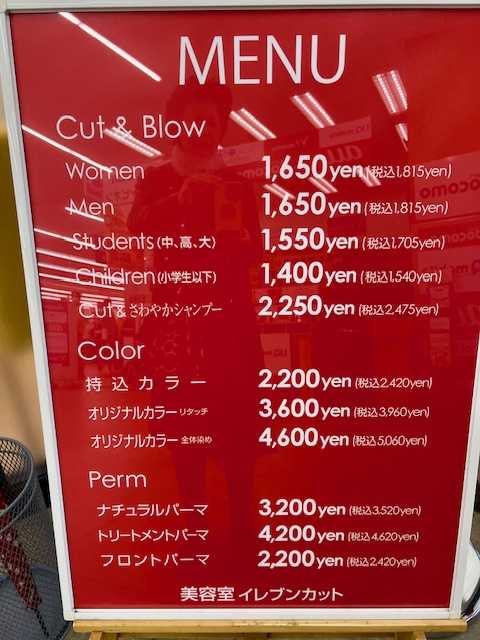 MENU
Cut & Blow
Women 1,650yen (税込1,815yen)
Men 1,650yen (税込1,815yen)
Students (中、高、大) 1,550yen (税込1,705yen)
Children (小学生以下) 1,400yen (税込1,540yen)
Cut&さわやかシャンプー 2,250yen (税込2,475yen)
Color
持込カラー 2,200yen (税込2,420yen)
オリジナルカラー リタッチ 3,600yen (税込3,960yen)
オリジナルカラー 全体染め 4,600yen (税込5,060yen)
Perm
ナチュラルパーマ 3,200yen (税込3,520yen)
トリートメントパーマ 4,200yen (税込4,620yen)
フロントパーマ 2,200yen (税込2,420yen)
美容室イレブンカット